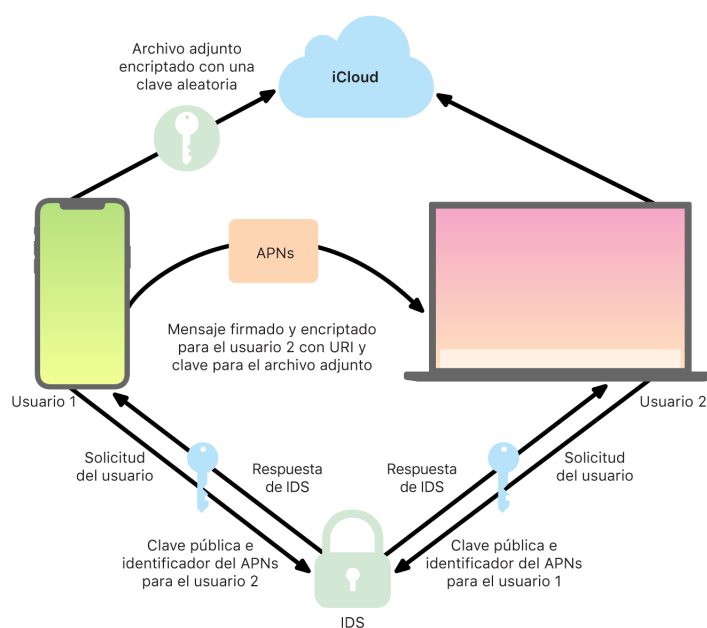 Archivo adjunto
encriptado con una
clave aleatoria
iCloud
APNs
Mensaje firmado y encriptado
para el usuario 2 con URI y
clave para el archivo adjunto
Usuario 1
Usuario 2
Solicitud
del usuario
Respuesta
de IDS
Respuesta
de IDS
Solicitud
del usuario
Clave pública e
identificador del APNs
para el usuario 2
Clave pública e
identificador del APNs
para el usuario 1
IDS